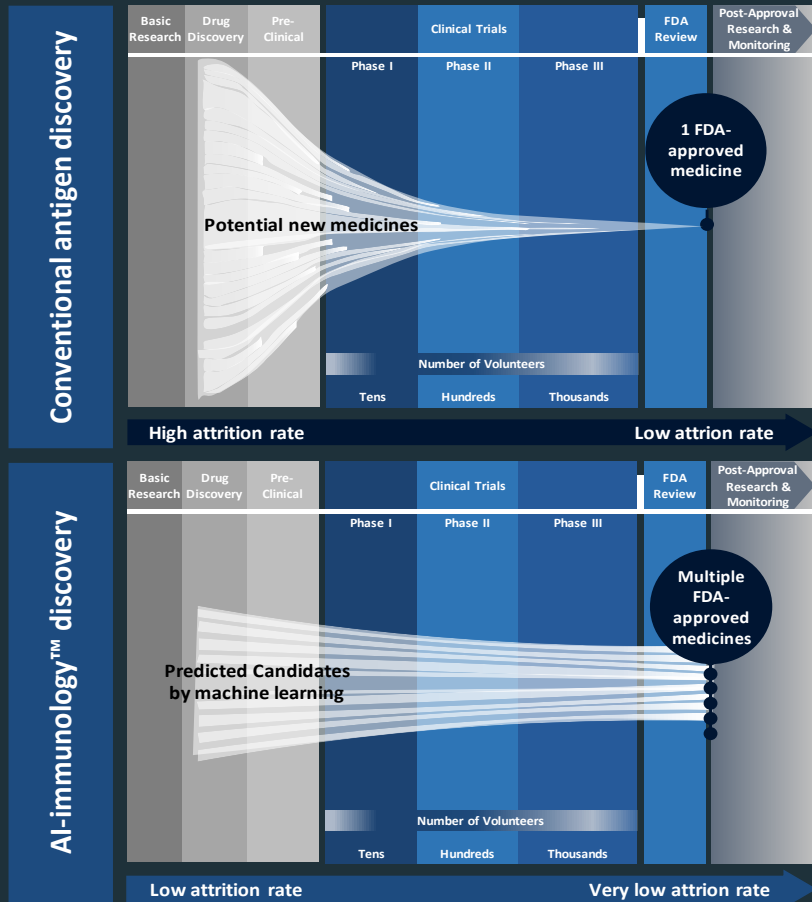 Conventional antigen discovery
Basic
Research
Drug
Discovery
Pre-
Clinical
Clinical Trials
FDA
Review
Post-Approval
Research &
Monitoring
Phase I
Phase II
Phase III
1 FDA-
approved
medicine
Potential new medicines
Number of Volunteers
Tens
Hundreds
Thousands
High attrition rate
Low attrion rate
AI-immunology™ discovery
Basic
Research
Drug
Discovery
Pre-
Clinical
Clinical Trials
FDA
Review
Post-Approval
Research &
Monitoring
Phase I
Phase II
Phase III
Multiple
FDA-
approved
medicines
Predicted Candidates
by machine learning
Number of Volunteers
Tens
Hundreds
Thousands
Low attrition rate
Very low attrion rate